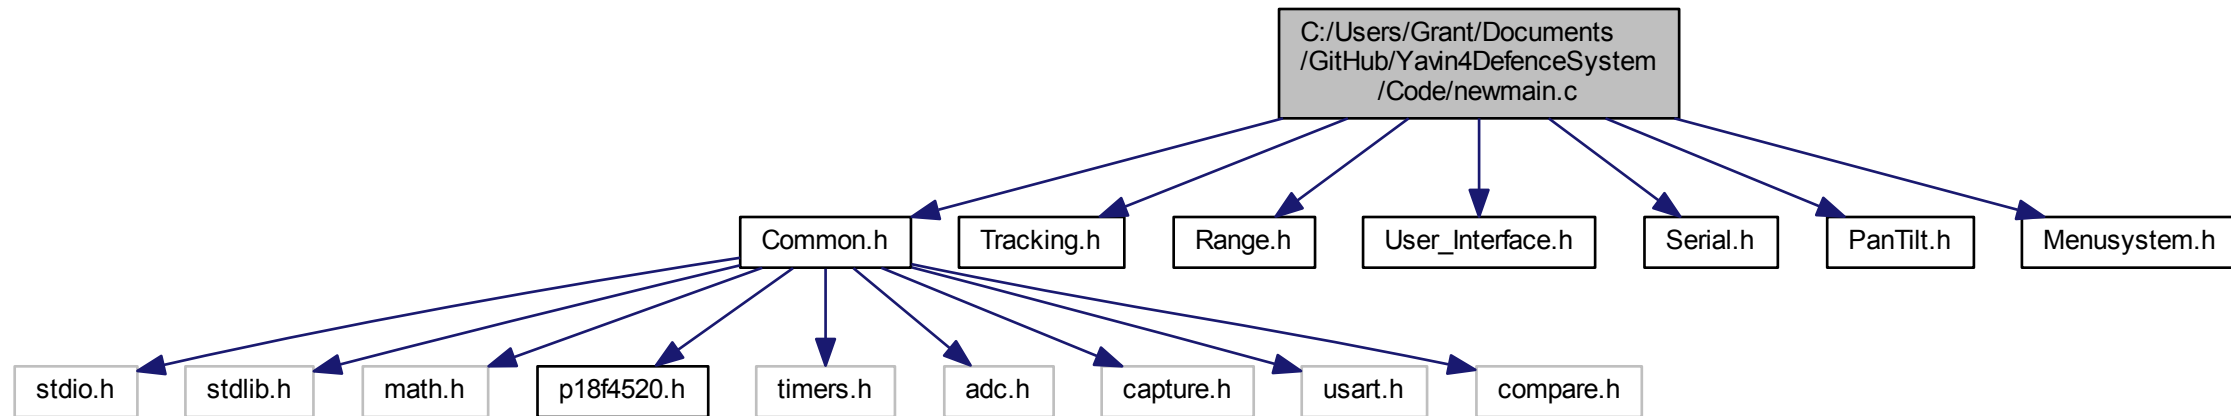 C:/Users/Grant/Documents
/GitHub/Yavin4DefenceSystem
/Code/newmain.c
Common.h
Tracking.h
Range.h
User_Interface.h
Serial.h
PanTilt.h
Menusystem.h
stdio.h
stdlib.h
math.h
p18f4520.h
timers.h
adc.h
capture.h
usart.h
compare.h